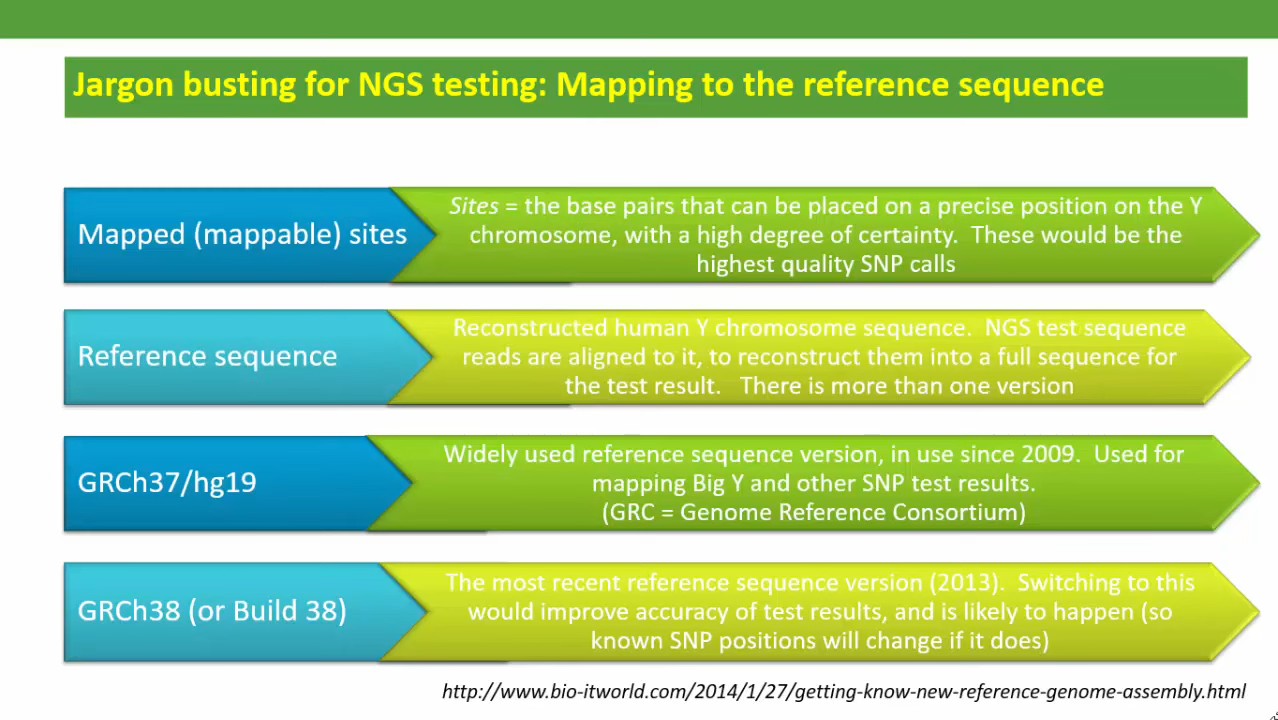 Jargon busting for NGS testing: Mapping to the reference sequence
Mapped (mappable) sites
Sites = the base pairs that can be placed on a precise position on the Y
chromosome, with a high degree of certainty. These would be the
highest quality SNP calls
Reference sequence
Reconstructed human Y chromosome sequence. NGS test sequence
reads are aligned to it, to reconstruct them into a full sequence for
the test result. There is more than one version
GRCh37/hg19
Widely used reference sequence version, in use since 2009. Used for
mapping Big Y and other SNP test results.
(GRC = Genome Reference Consortium)
GRCh38 (or Build 38)
The most recent reference sequence version (2013). Switching to this
would improve accuracy of test results, and is likely to happen (so
known SNP positions will change if it does)
http://www.bio-itworld.com/2014/1/27/getting-know-new-reference-genome-assembly.html